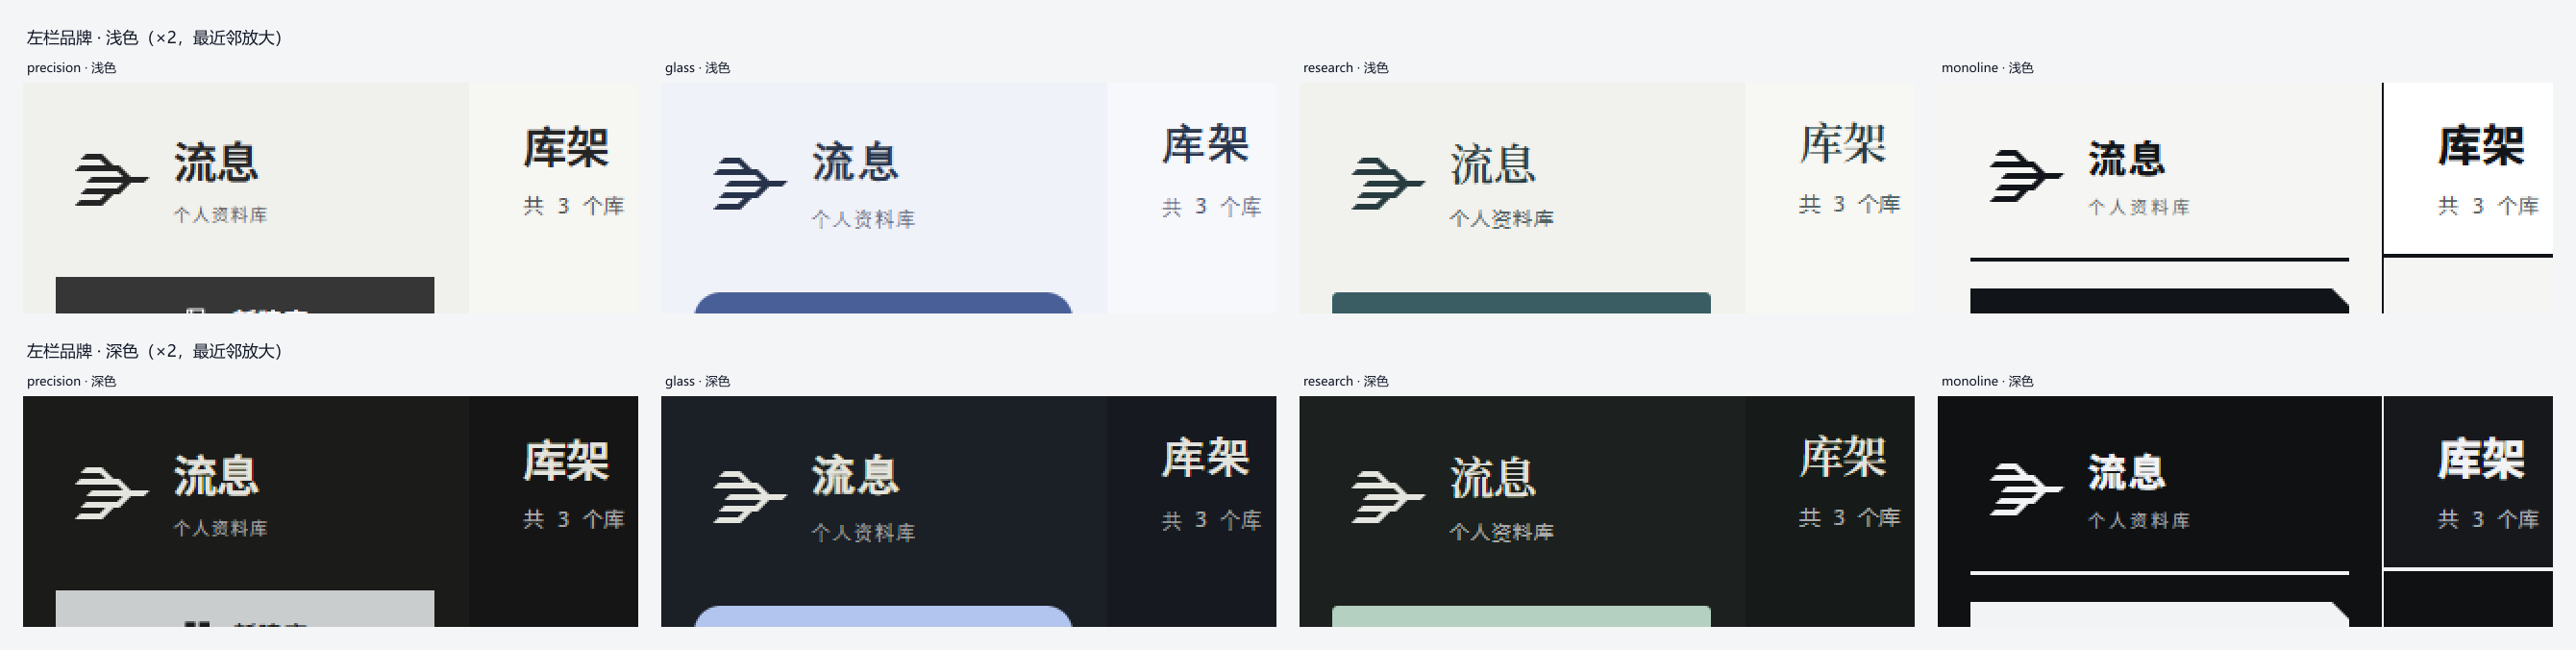 左栏品牌 · 浅色（×2，最近邻放大）
precision · 浅色
流息
个人资料库
库架
共 3 个库
glass · 浅色
流息
个人资料库
库架
共 3 个库
research · 浅色
流息
个人资料库
库架
共 3 个库
monoline · 浅色
流息
个人资料库
库架
共 3 个库
左栏品牌 · 深色（×2，最近邻放大）
precision · 深色
流息
个人资料库
库架
共 3 个库
glass · 深色
流息
个人资料库
库架
共 3 个库
research · 深色
流息
个人资料库
库架
共 3 个库
monoline · 深色
流息
个人资料库
库架
共 3 个库